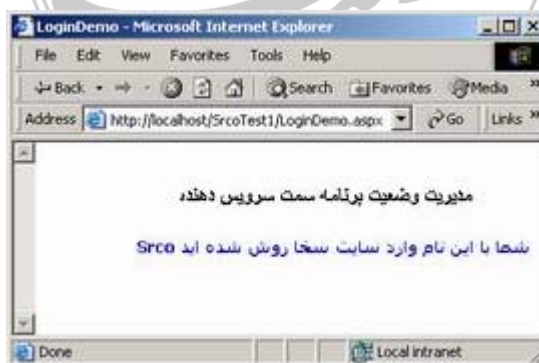 LoginDemo - Microsoft Internet Explorer
File Edit View Favorites Tools Help
Back Search Favorites Media »
Address http://localhost/SrcoTest1/LoginDemo.aspx Go Links »
مدیریت وضعیت برنامه سمت سرویس دهنده
شما با این نام وارد سایت سخا روش شده اید Srco
Done Local intranet